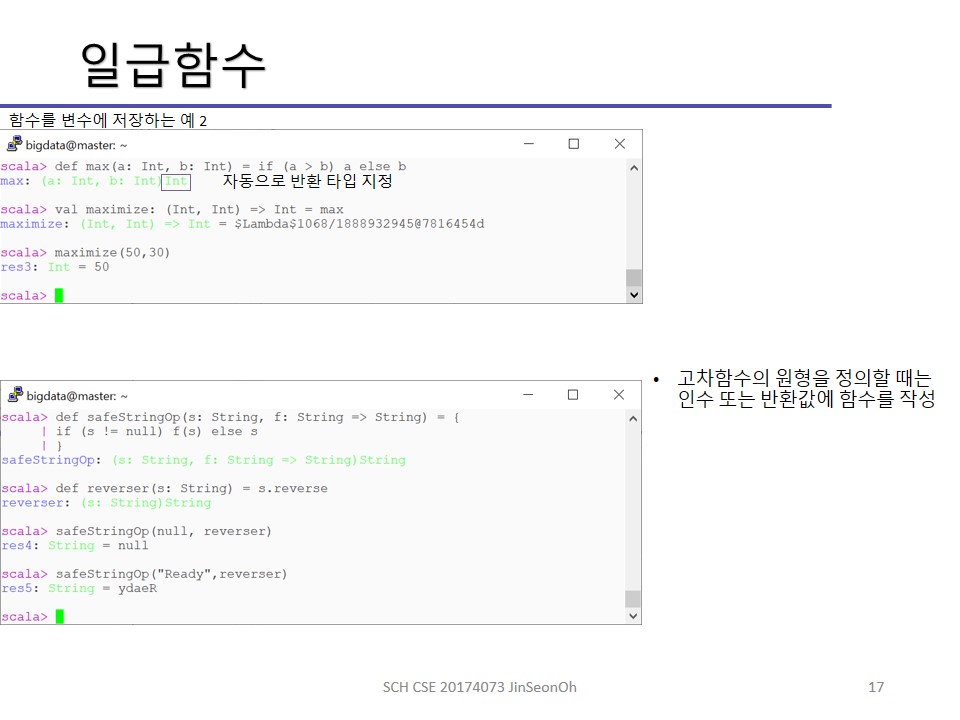 일급함수
함수를 변수에 저장하는 예 2
bigdata@master: ~
scala> def max(a: Int, b: Int) = if (a > b) a else b
max: (a: Int, b: Int)Int 자동으로 반환 타입 지정
scala> val maximize: (Int, Int) => Int = max
maximize: (Int, Int) => Int = $Lambda$1068/1888932945@7816454d
scala> maximize(50,30)
res3: Int = 50
scala>
bigdata@master: ~
scala> def safeStringOp(s: String, f: String => String) = {
| if (s != null) f(s) else s
| }
safeStringOp: (s: String, f: String => String)String
scala> def reverser(s: String) = s.reverse
reverser: (s: String)String
scala> safeStringOp(null, reverser)
res4: String = null
scala> safeStringOp("Ready",reverser)
res5: String = ydaeR
scala>
• 고차함수의 원형을 정의할 때는
인수 또는 반환값에 함수를 작성
SCH CSE 20174073 JinSeonOh
17